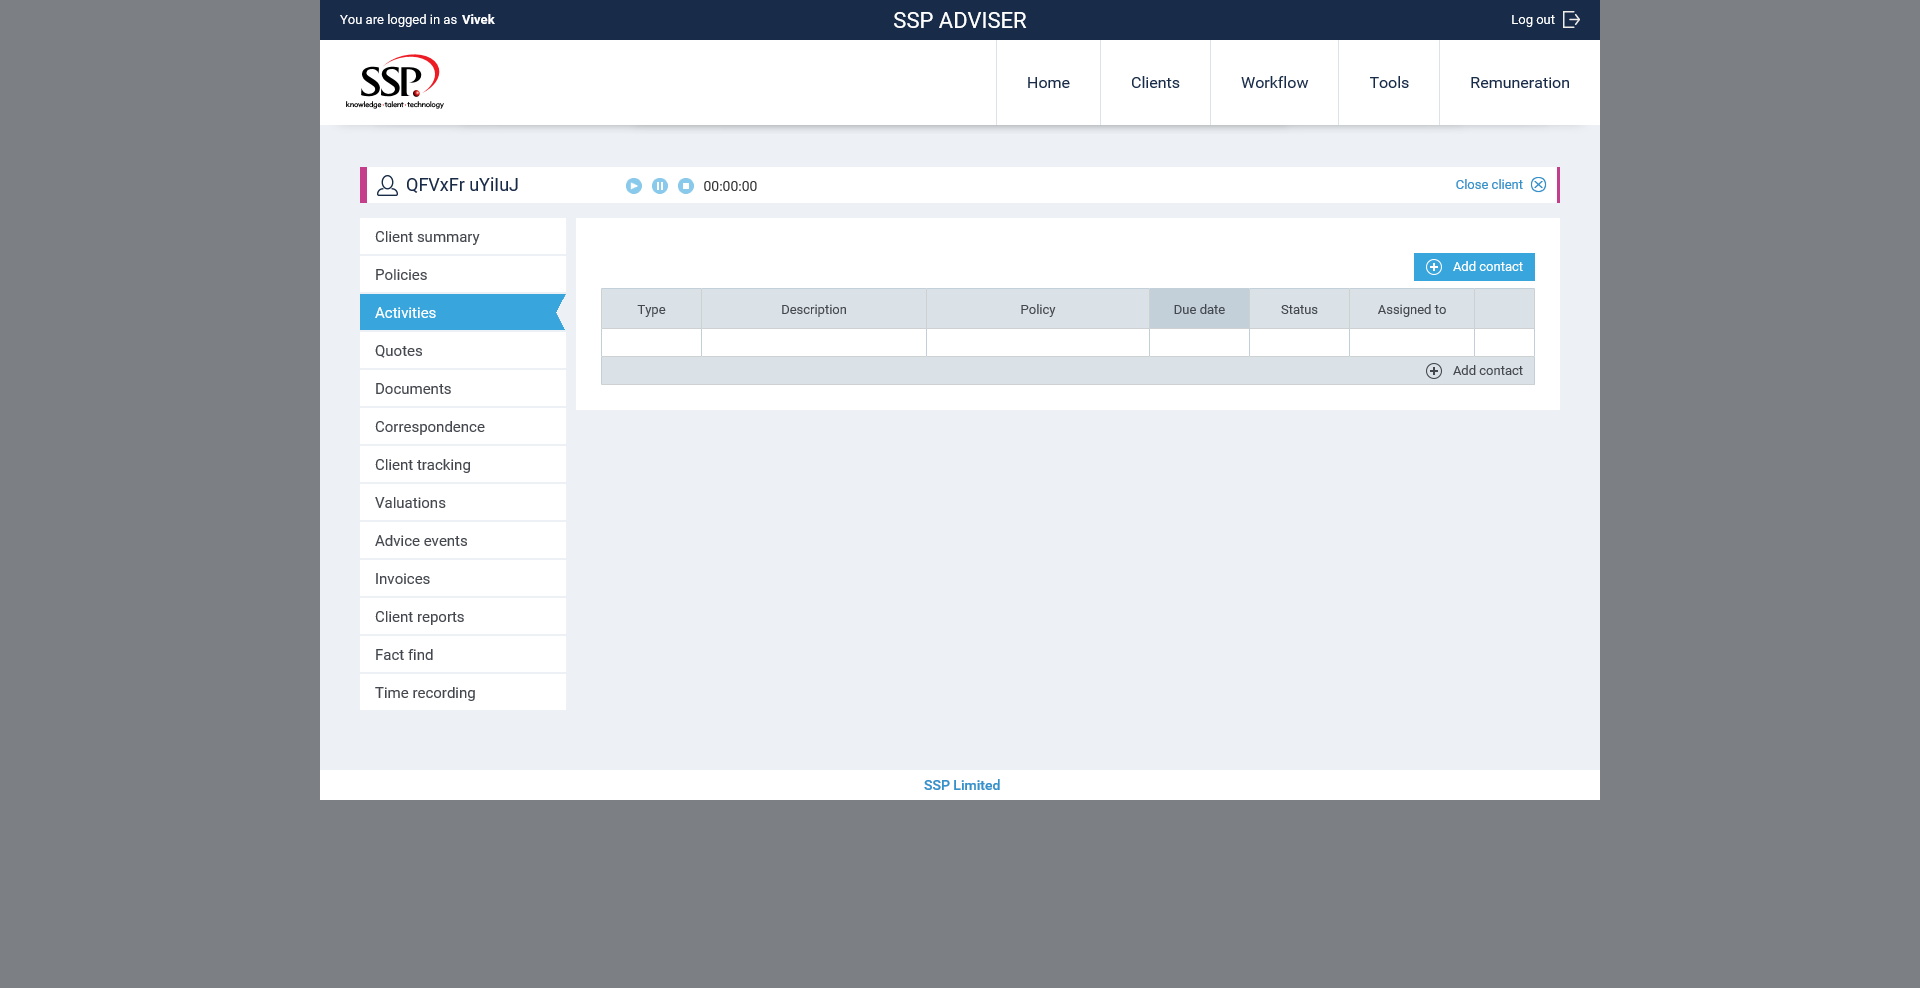 You are logged in as Vivek
SSP ADVISER
Log out
SSP.
knowledge·talent·technology
Home
Clients
Workflow
Tools
Remuneration
QFVxFr uYiIuJ
00:00:00
Close client
Client summary
Policies
Activities
Quotes
Documents
Correspondence
Client tracking
Valuations
Advice events
Invoices
Client reports
Fact find
Time recording
Add contact
Type Description Policy Due date Status Assigned to
Add contact
SSP Limited